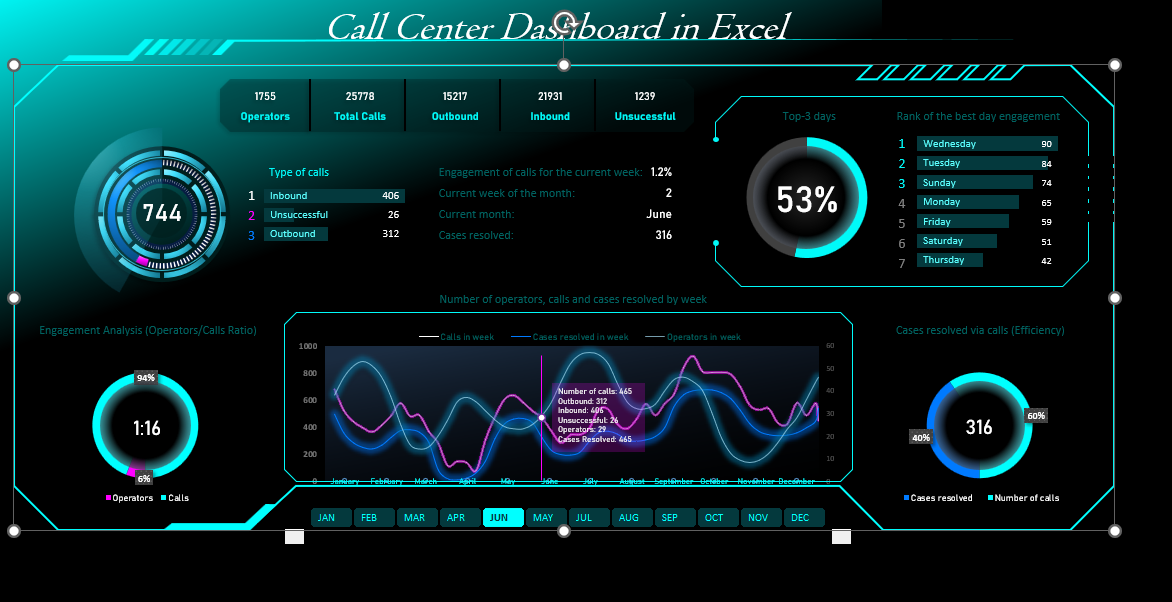 Call Center Dashboard in Excel
1755 25778 15217 21931 1239
Operators Total Calls Outbound Inbound Unsucessful
744
Type of calls
1 Inbound 406
2 Unsuccessful 26
3 Outbound 312
Engagement of calls for the current week: 1.2%
Current week of the month: 2
Current month: June
Cases resolved: 316
Top-3 days
53%
Rank of the best day engagement
1 Wednesday 90
2 Tuesday 84
3 Sunday 74
4 Monday 65
5 Friday 59
6 Saturday 51
7 Thursday 42
Engagement Analysis (Operators/Calls Ratio)
94%
1:16
6%
Operators Calls
Number of operators, calls and cases resolved by week
Calls in week Cases resolved in week Operators in week
1000
800
600
400
200
0
60
50
40
30
20
10
0
Number of calls: 465
Outbound: 312
Inbound: 406
Unsuccessful: 26
Operators: 29
Cases Resolved: 465
January February March April May June July August September October November December
Cases resolved via calls (Efficiency)
60%
316
40%
Cases resolved Number of calls
JAN FEB MAR APR JUN MAY JUL AUG SEP OCT NOV DEC